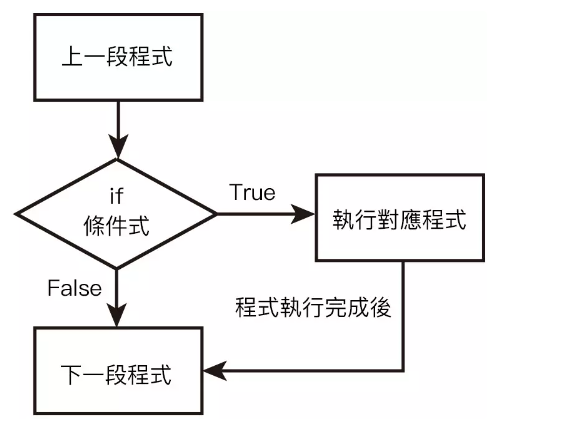 上一段程式
if
條件式
True
執行對應程式
False
程式執行完成後
下一段程式